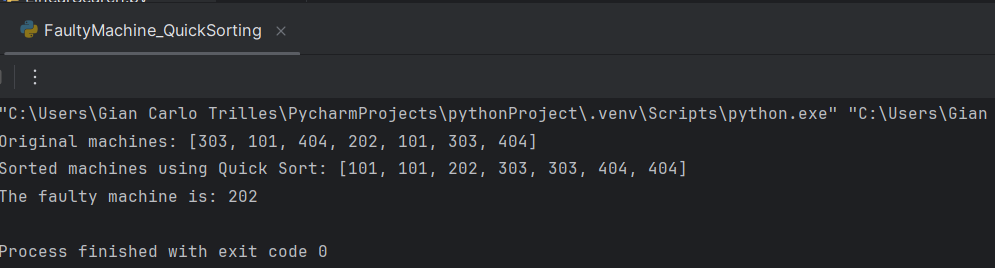 FaultyMachine_QuickSorting
"C:\Users\Gian Carlo Trilles\PycharmProjects\pythonProject\.venv\Scripts\python.exe" "C:\Users\Gian
Original machines: [303, 101, 404, 202, 101, 303, 404]
Sorted machines using Quick Sort: [101, 101, 202, 303, 303, 404, 404]
The faulty machine is: 202
Process finished with exit code 0